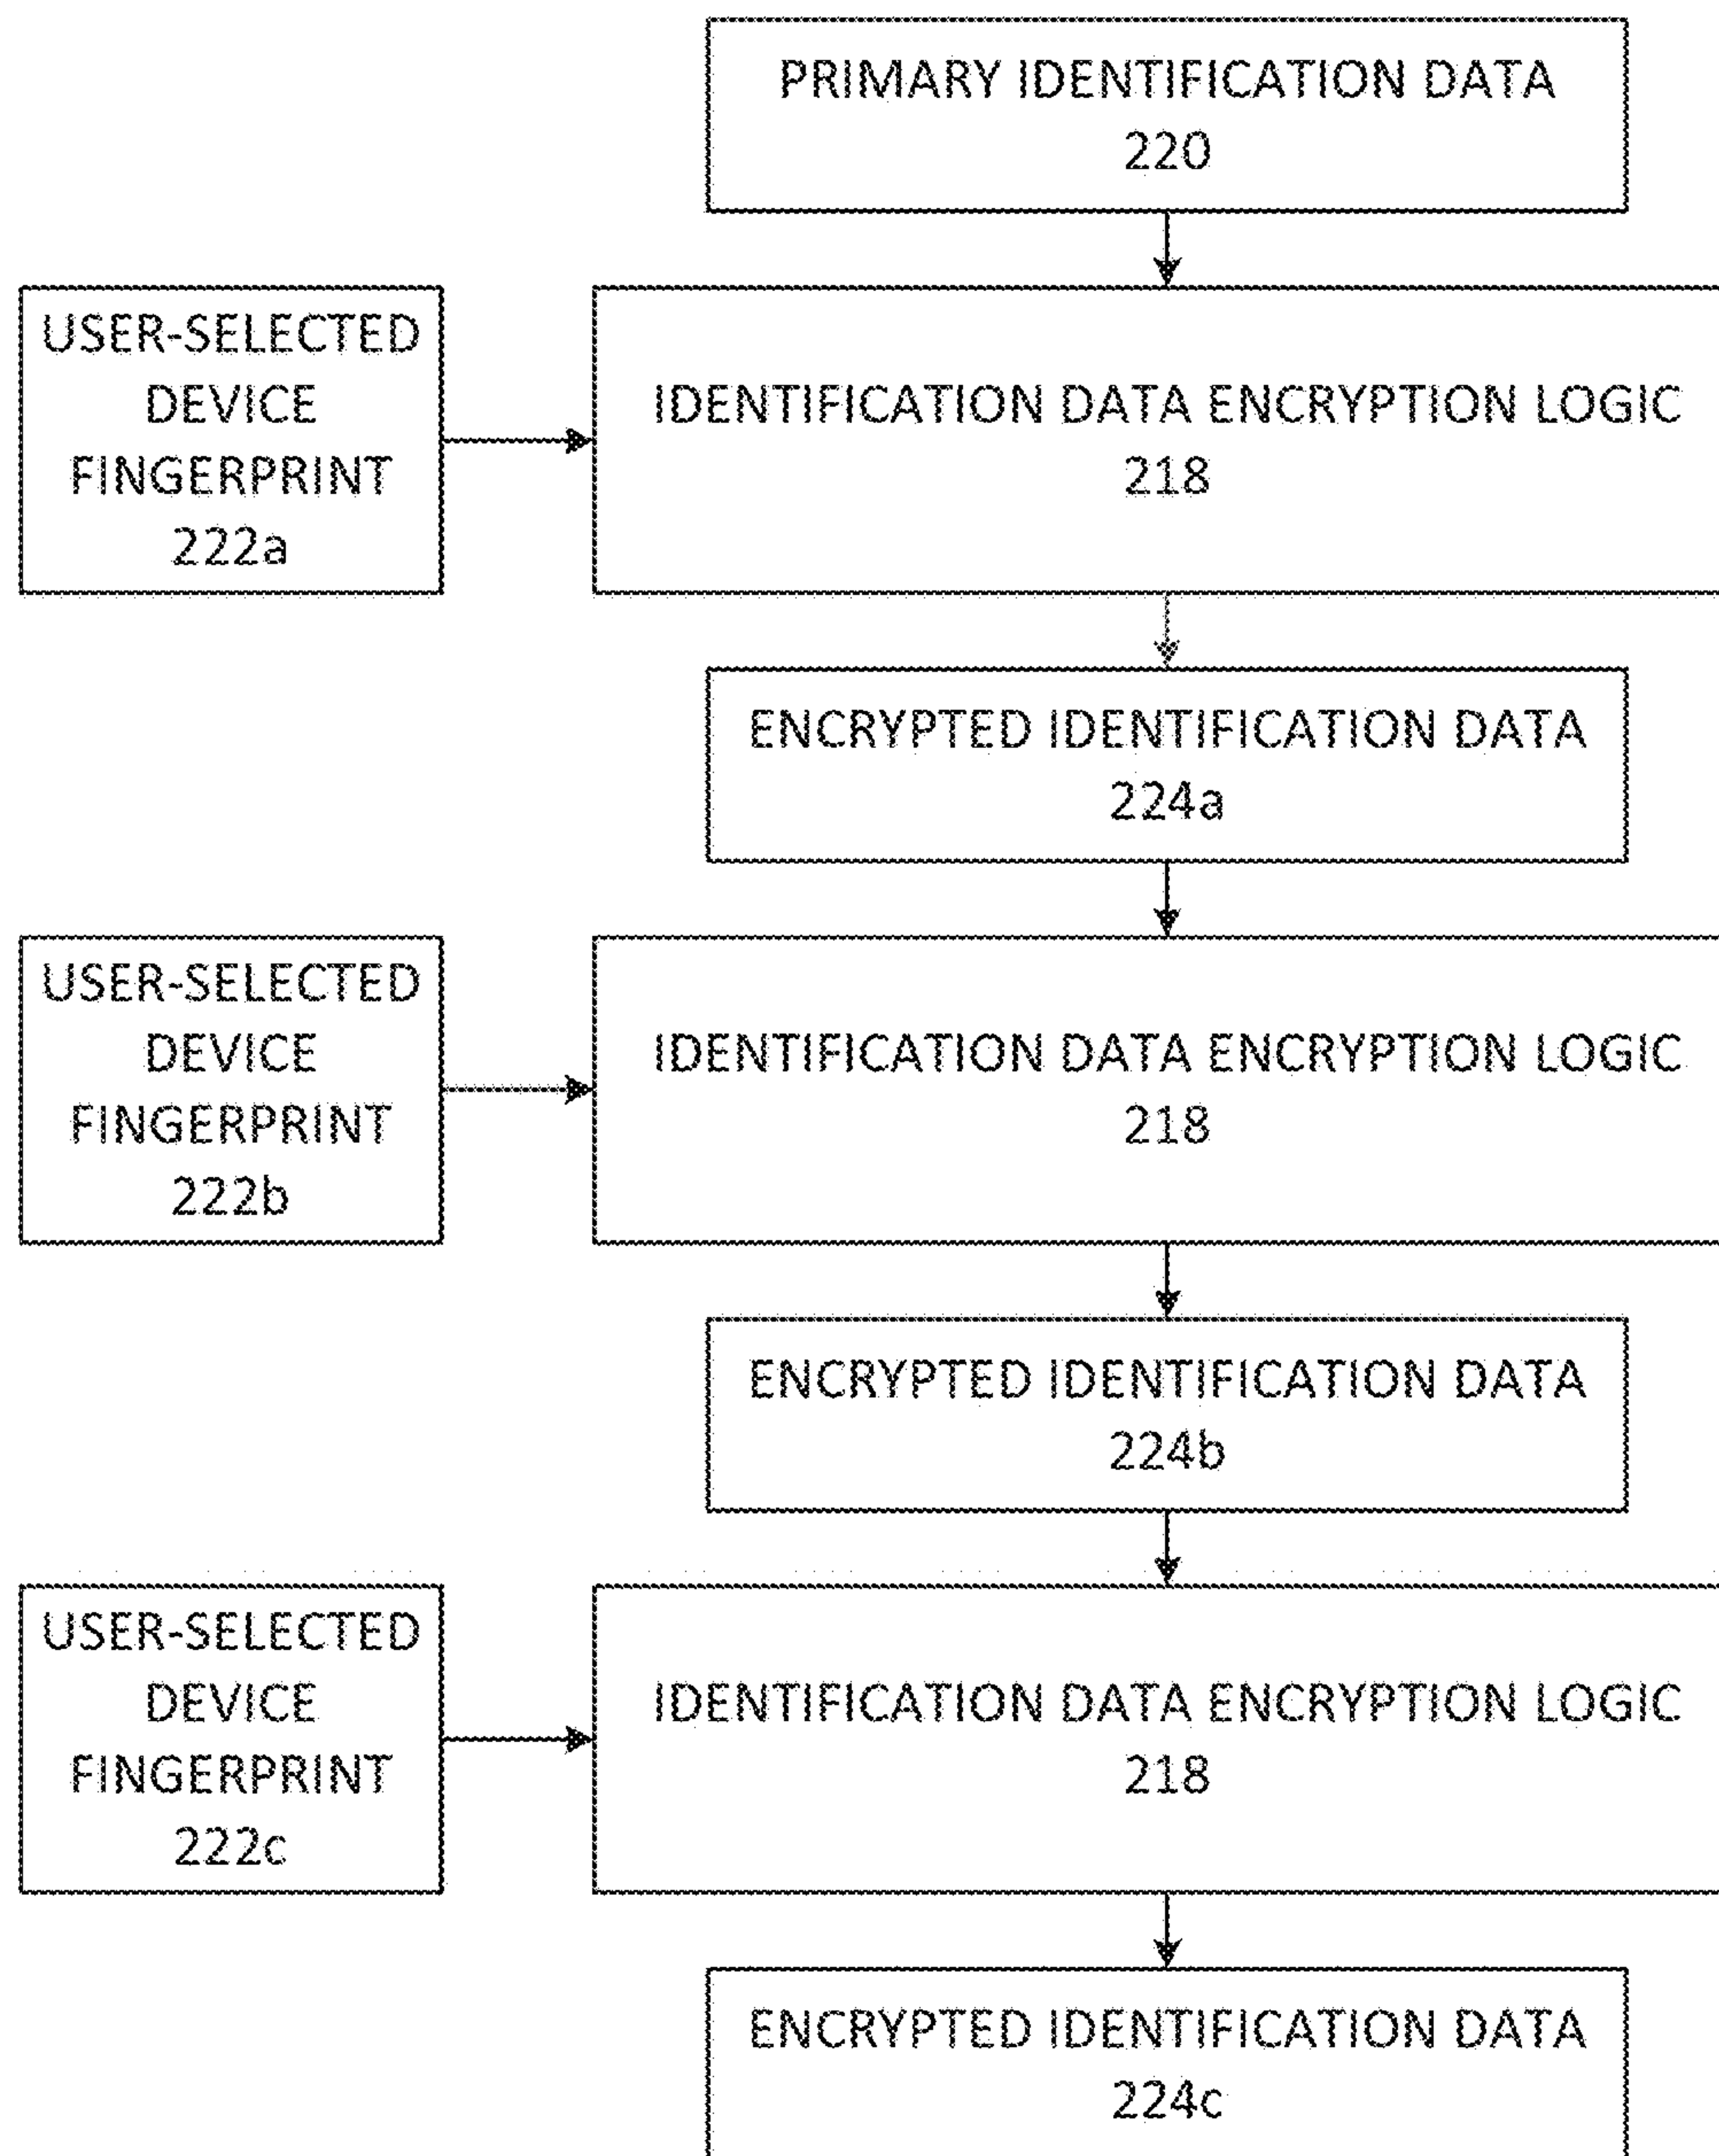 PRIMARY IDENTIFICATION DATA
220
USER-SELECTED
DEVICE
FINGERPRINT
222a
IDENTIFICATION DATA ENCRYPTION LOGIC
218
ENCRYPTED IDENTIFICATION DATA
224a
USER-SELECTED
DEVICE
FINGERPRINT
222b
IDENTIFICATION DATA ENCRYPTION LOGIC
218
ENCRYPTED IDENTIFICATION DATA
224b
USER-SELECTED
DEVICE
FINGERPRINT
222c
IDENTIFICATION DATA ENCRYPTION LOGIC
218
ENCRYPTED IDENTIFICATION DATA
224c